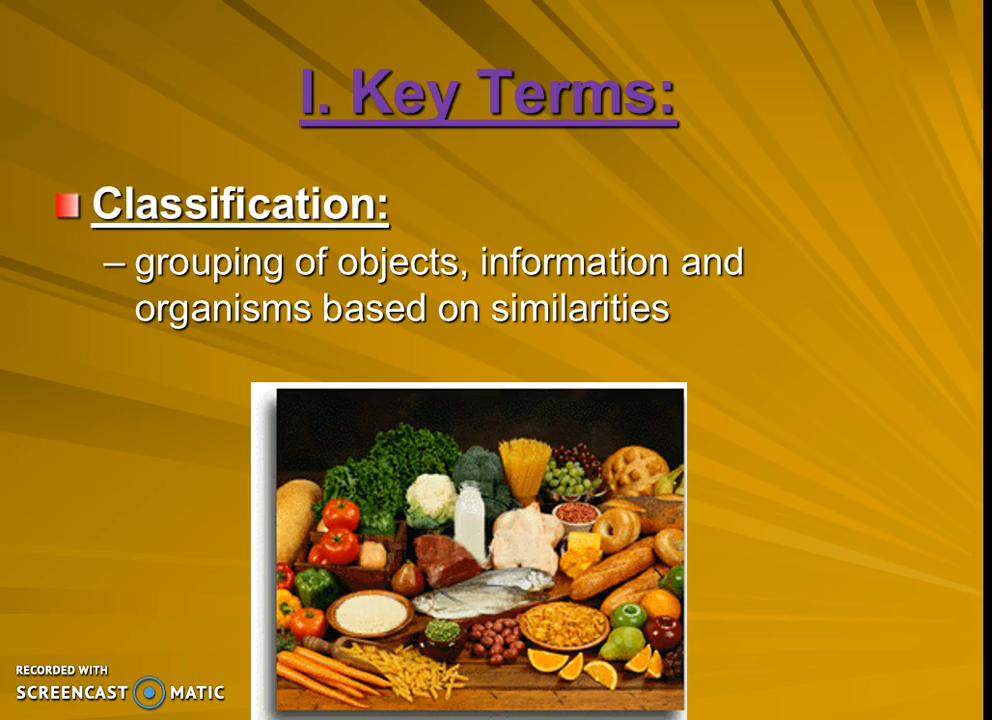 I. Key Terms:
Classification:
– grouping of objects, information and
organisms based on similarities
RECORDED WITH
SCREENCAST MATIC